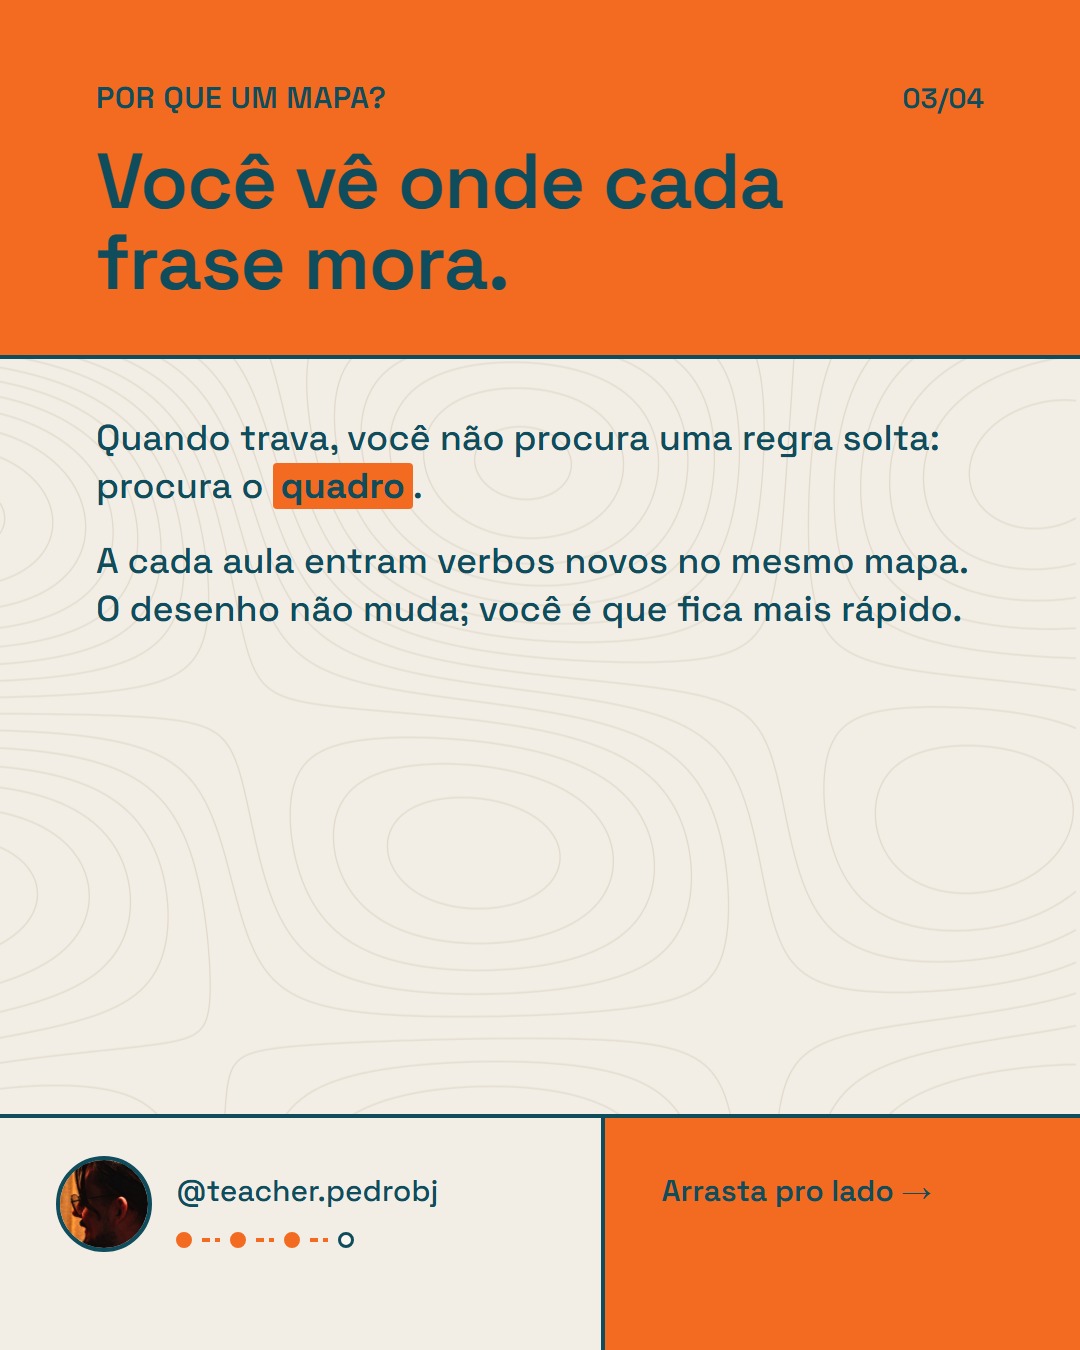 POR QUE UM MAPA?
03/04
Você vê onde cada
frase mora.
Quando trava, você não procura uma regra solta:
procura o quadro.
A cada aula entram verbos novos no mesmo mapa.
O desenho não muda; você é que fica mais rápido.
@teacher.pedrobj
Arrasta pro lado →